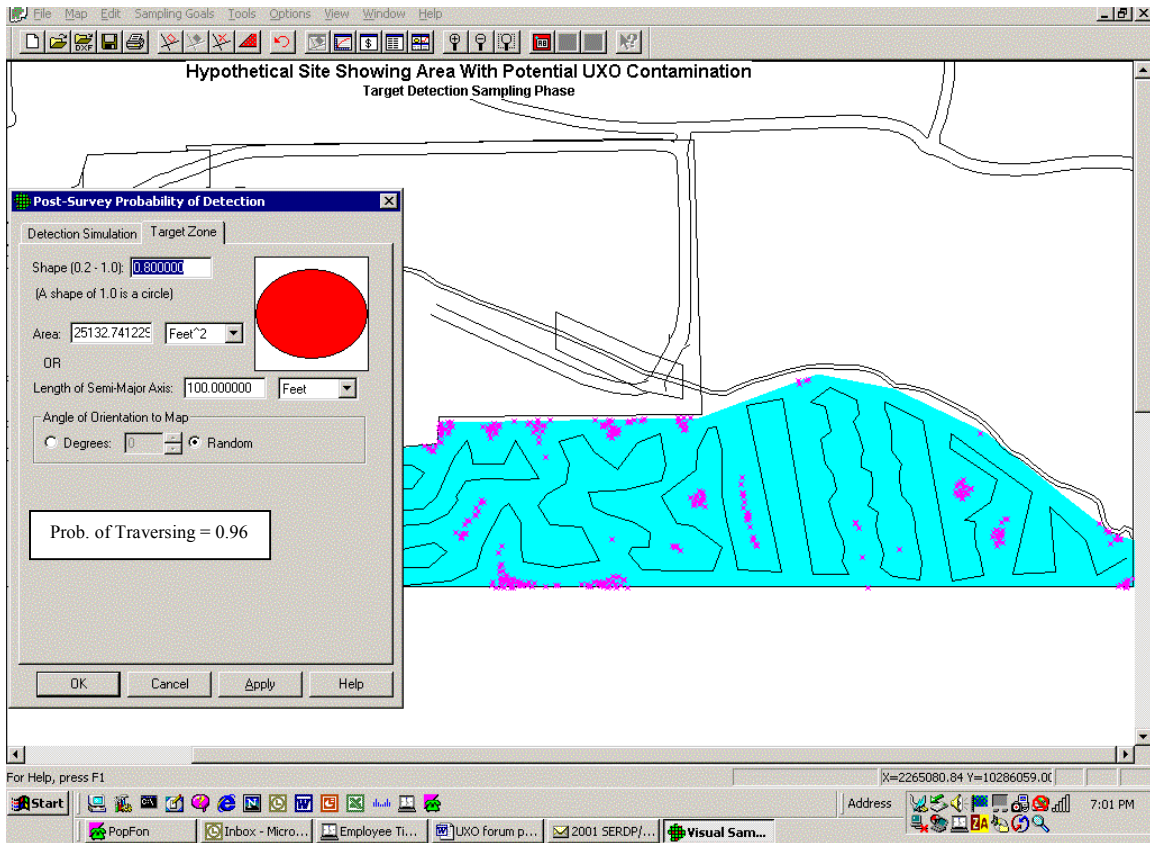 File Map Edit Sampling Goals Tools Options View Window Help
DXF
Hypothetical Site Showing Area With Potential UXO Contamination
Target Detection Sampling Phase
Post-Survey Probability of Detection
Detection Simulation Target Zone
Shape (0.2 - 1.0): 0.800000
(A shape of 1.0 is a circle)
Area: 25132.741229 Feet^2
OR
Length of Semi-Major Axis: 100.000000 Feet
Angle of Orientation to Map
Degrees: 0 Random
Prob. of Traversing = 0.96
OK Cancel Apply Help
For Help, press F1
X=2265080.84 Y=10286059.00
Start
Address
7:01 PM
PopFon Inbox - Micro... Employee Ti... UXO forum p... 2001 SERDP/... Visual Sam...